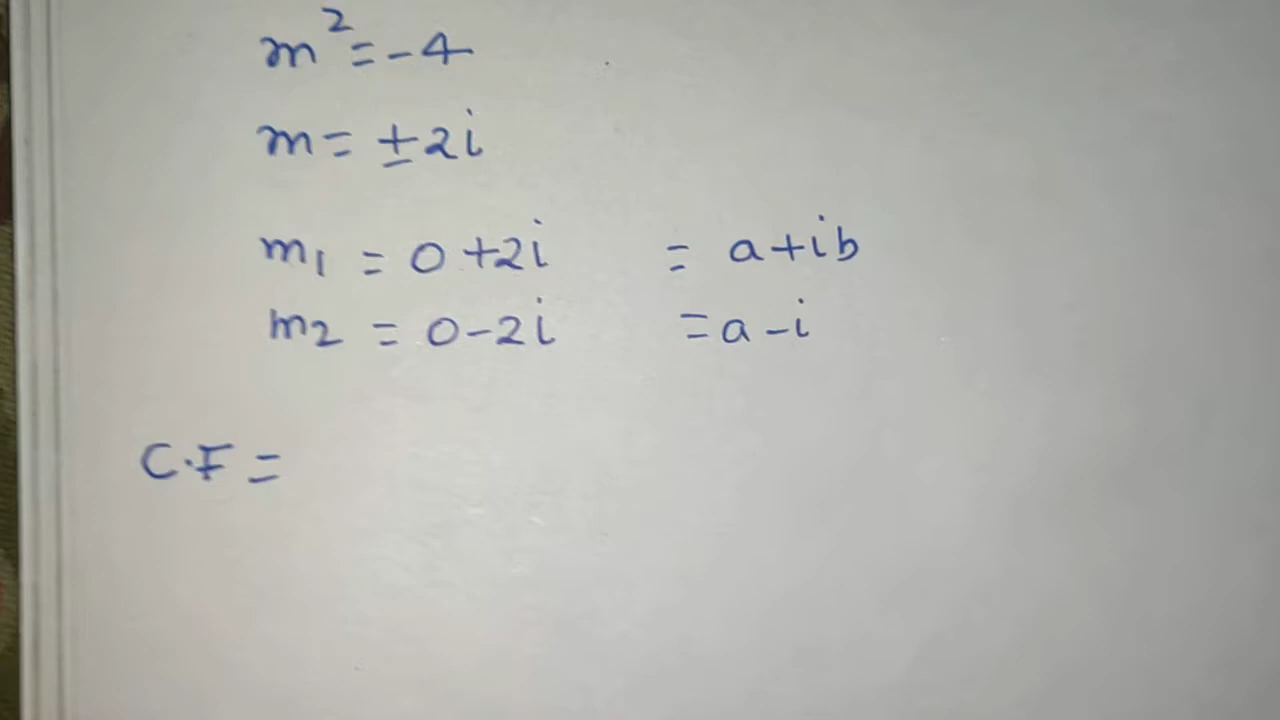 m² = -4
m = ±2i
m₁ = 0 +2i = a+ib
m₂ = 0-2i = a-i
C.F =